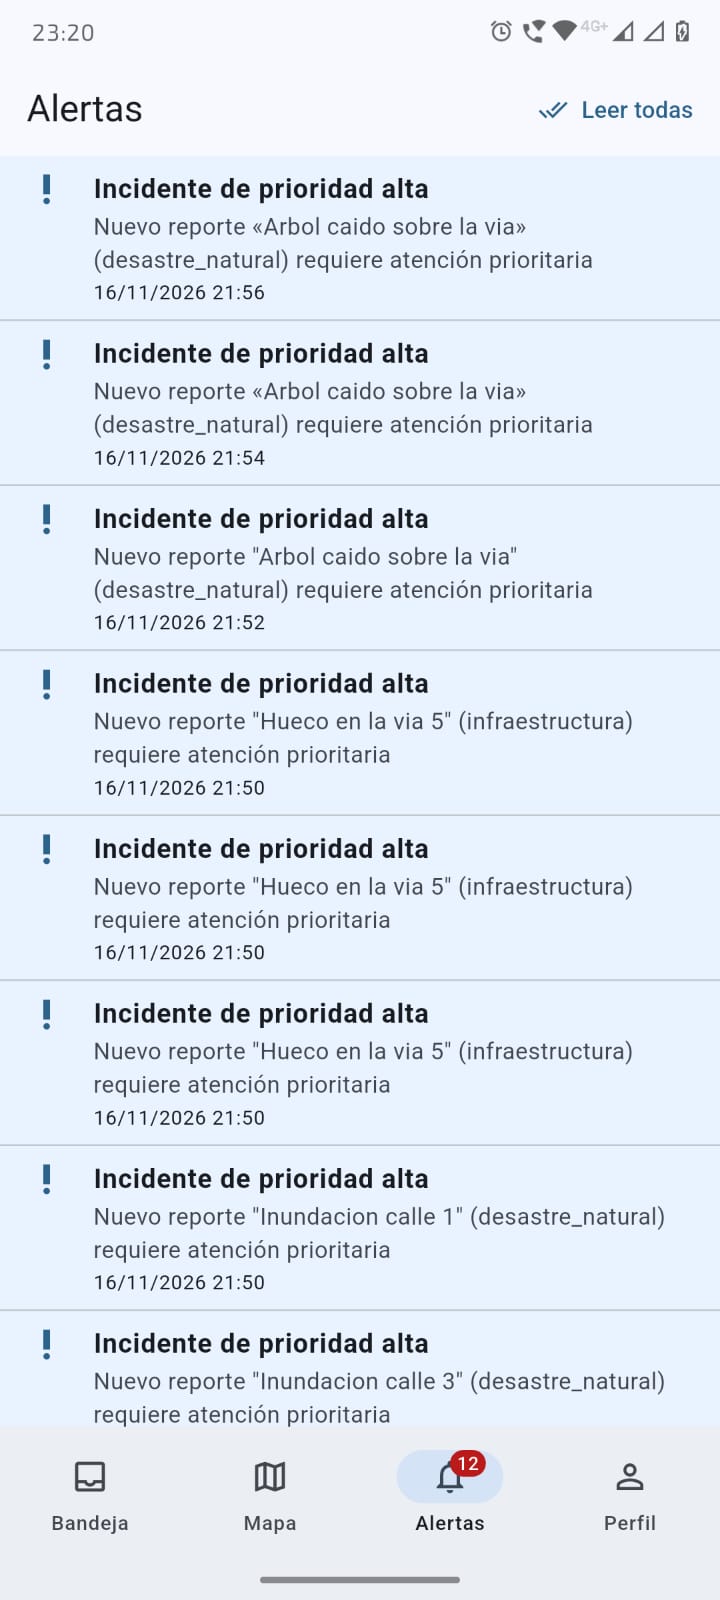 23:20
4G+
Alertas
Leer todas
Incidente de prioridad alta
Nuevo reporte «Arbol caido sobre la via»
(desastre_natural) requiere atención prioritaria
16/11/2026 21:56
Incidente de prioridad alta
Nuevo reporte «Arbol caido sobre la via»
(desastre_natural) requiere atención prioritaria
16/11/2026 21:54
Incidente de prioridad alta
Nuevo reporte "Arbol caido sobre la via"
(desastre_natural) requiere atención prioritaria
16/11/2026 21:52
Incidente de prioridad alta
Nuevo reporte "Hueco en la via 5" (infraestructura)
requiere atención prioritaria
16/11/2026 21:50
Incidente de prioridad alta
Nuevo reporte "Hueco en la via 5" (infraestructura)
requiere atención prioritaria
16/11/2026 21:50
Incidente de prioridad alta
Nuevo reporte "Hueco en la via 5" (infraestructura)
requiere atención prioritaria
16/11/2026 21:50
Incidente de prioridad alta
Nuevo reporte "Inundacion calle 1" (desastre_natural)
requiere atención prioritaria
16/11/2026 21:50
Incidente de prioridad alta
Nuevo reporte "Inundacion calle 3" (desastre_natural)
requiere atención prioritaria
12
Bandeja
Mapa
Alertas
Perfil